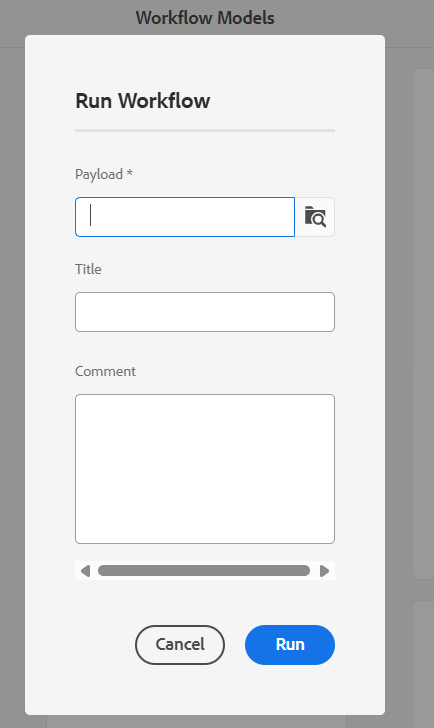 Workflow Models
Run Workflow
Payload *
Title
Comment
Cancel
Run